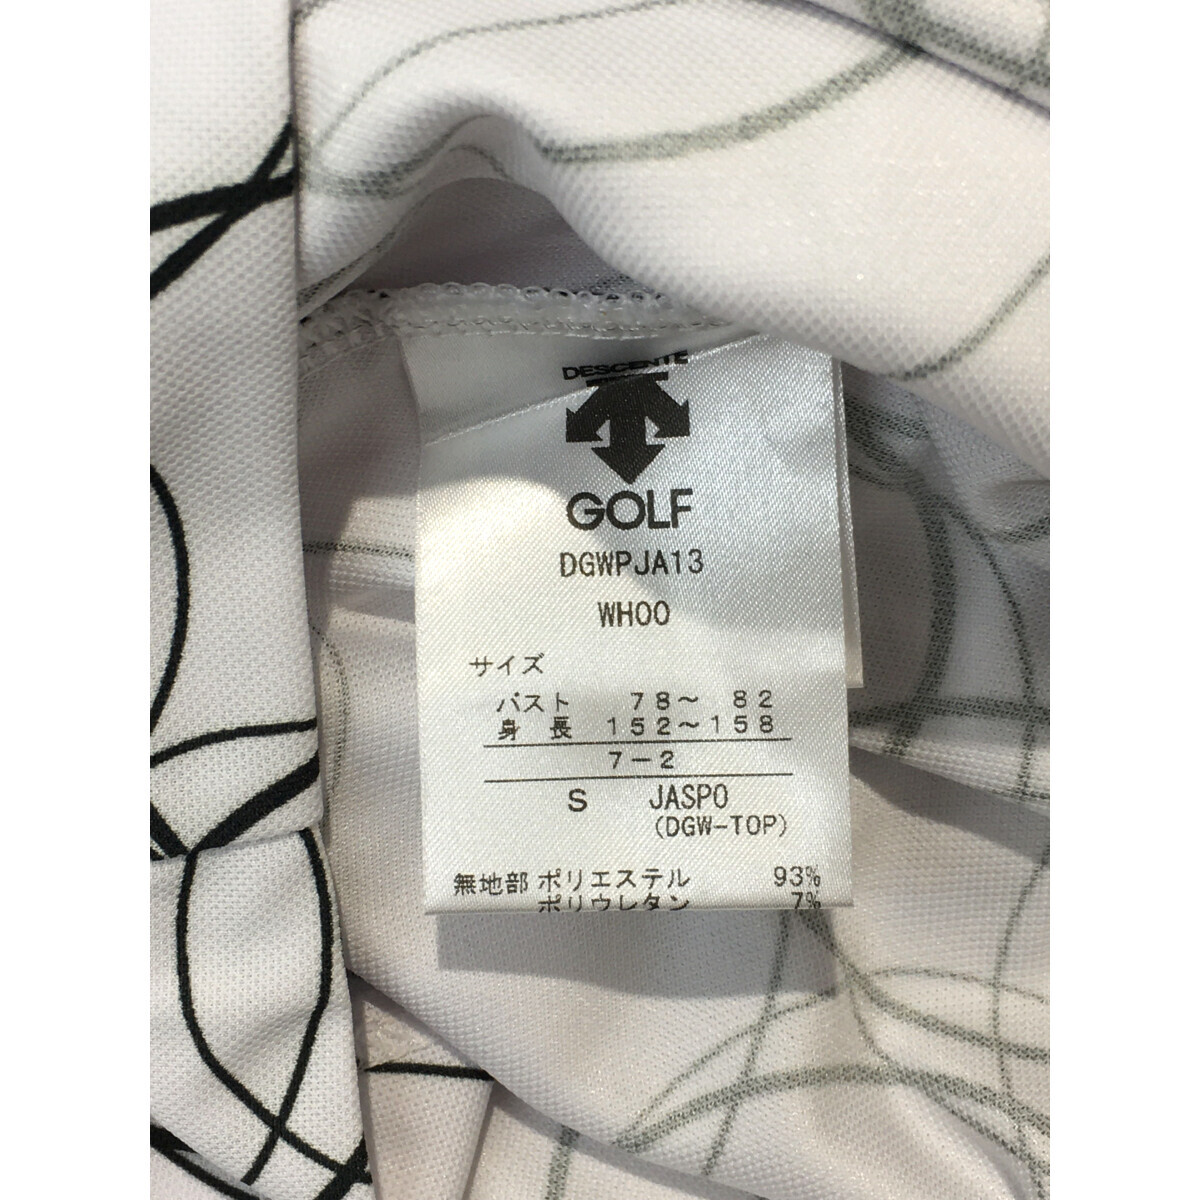 DESCENTE
GOLF
DGWPJA13
WH00
サイズ
バスト 78～ 82
身 長 152～158
7-2
S JASPO
(DGW-TOP)
無地部 ポリエステル 93%
ポリウレタン 7%